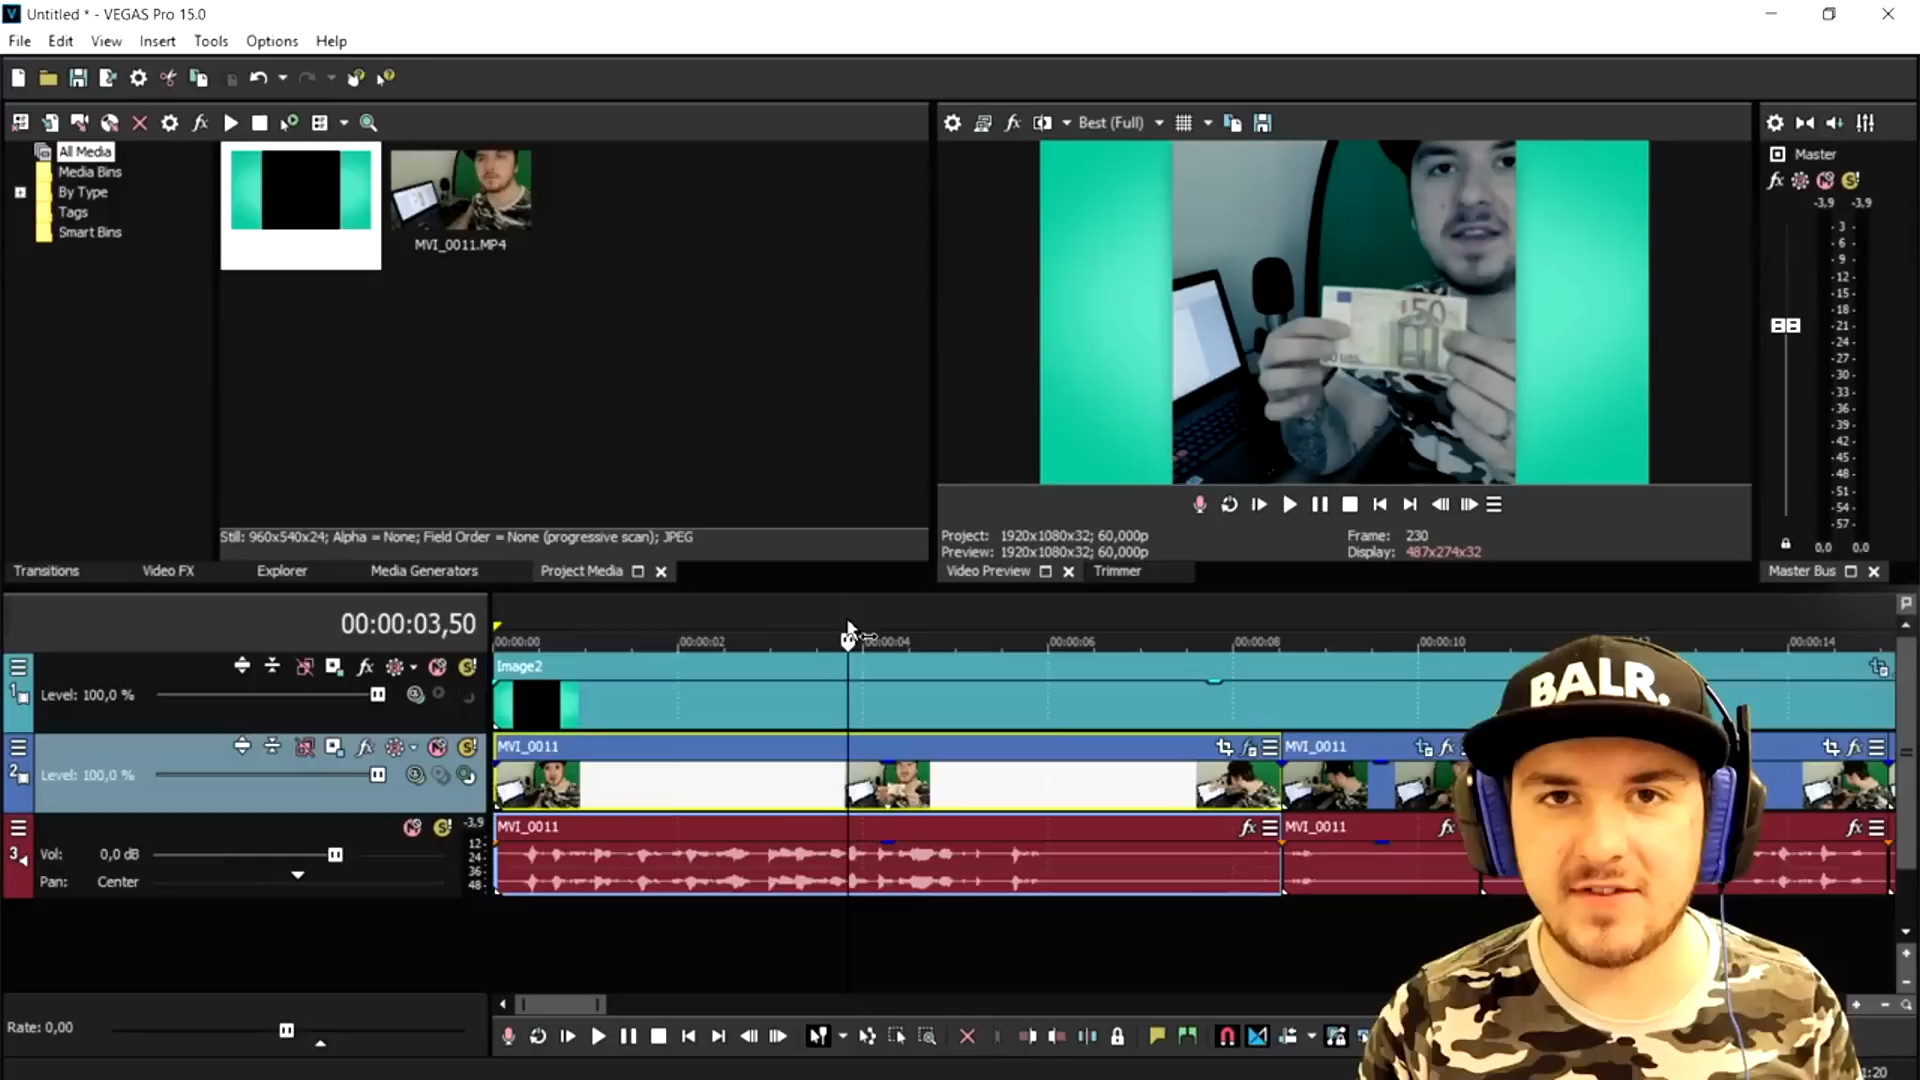 Untitled * - VEGAS Pro 15.0
File Edit View Insert Tools Options Help
Best (Full)
All Media
Media Bins
By Type
Tags
Smart Bins
MVI_0011.MP4
Still: 960x540x24; Alpha = None; Field Order = None (progressive scan); JPEG
Transitions Video FX Explorer Media Generators Project Media
50
Project: 1920x1080x32; 60,000p
Preview: 1920x1080x32; 60,000p
Frame: 230
Display: 487x274x32
Video Preview Trimmer
Master
-3,9 -3,9
3 -
- 6 -
- 9 -
- 12 -
- 15 -
- 18 -
- 21 -
- 24 -
- 27 -
- 30 -
- 33 -
- 36 -
- 39 -
- 42 -
- 45 -
- 48 -
- 51 -
- 54 -
- 57 -
0,0 0,0
Master Bus
00:00:03,50
00:00:00 00:00:02 00:00:04 00:00:06 00:00:08 00:00:10 00:00:14
1
Level: 100,0 %
Image2
2
Level: 100,0 %
MVI_0011 MVI_0011
3
-3,9
12 -
24 -
36 -
48 -
Vol: 0,0 dB
Pan: Center
MVI_0011 MVI_0011
BALR.
Rate: 0,00
1:20